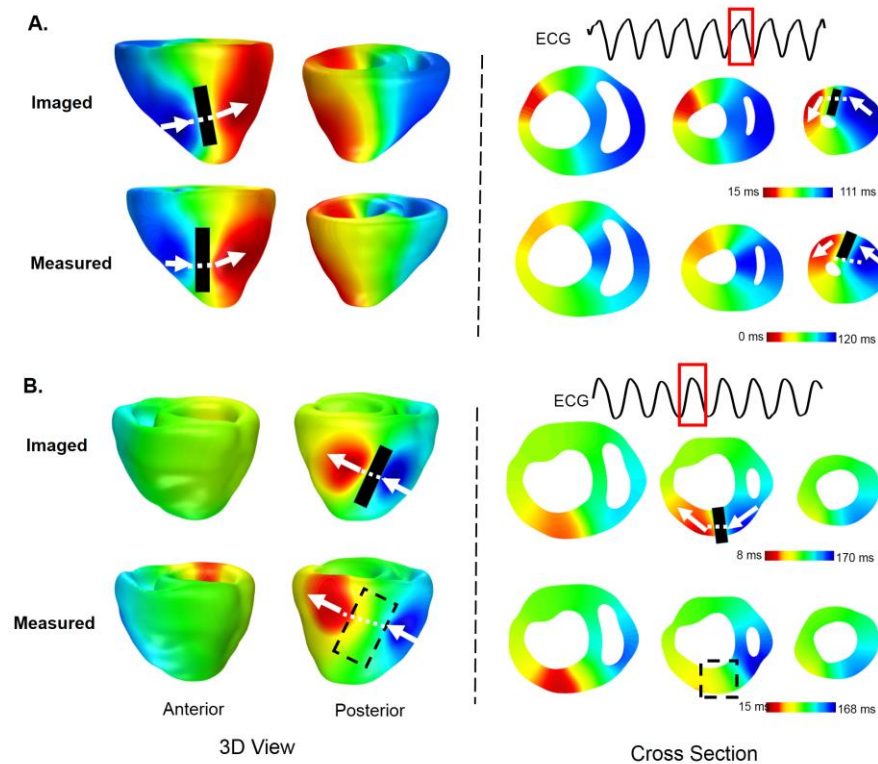 A.
ECG
Imaged
15 ms 111 ms
Measured
0 ms 120 ms
B.
ECG
Imaged
8 ms 170 ms
Measured
15 ms 168 ms
Anterior Posterior
3D View Cross Section